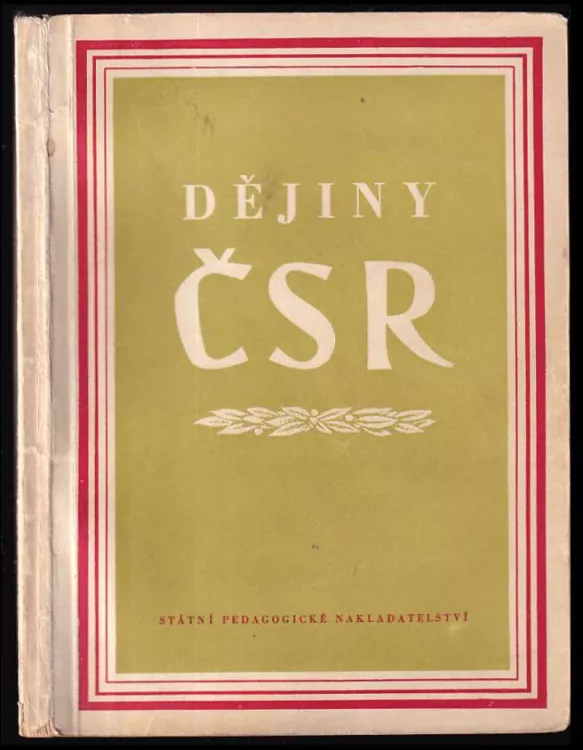 DĚJINY
ČSR
STÁTNÍ PEDAGOGICKÉ NAKLADATELSTVÍ